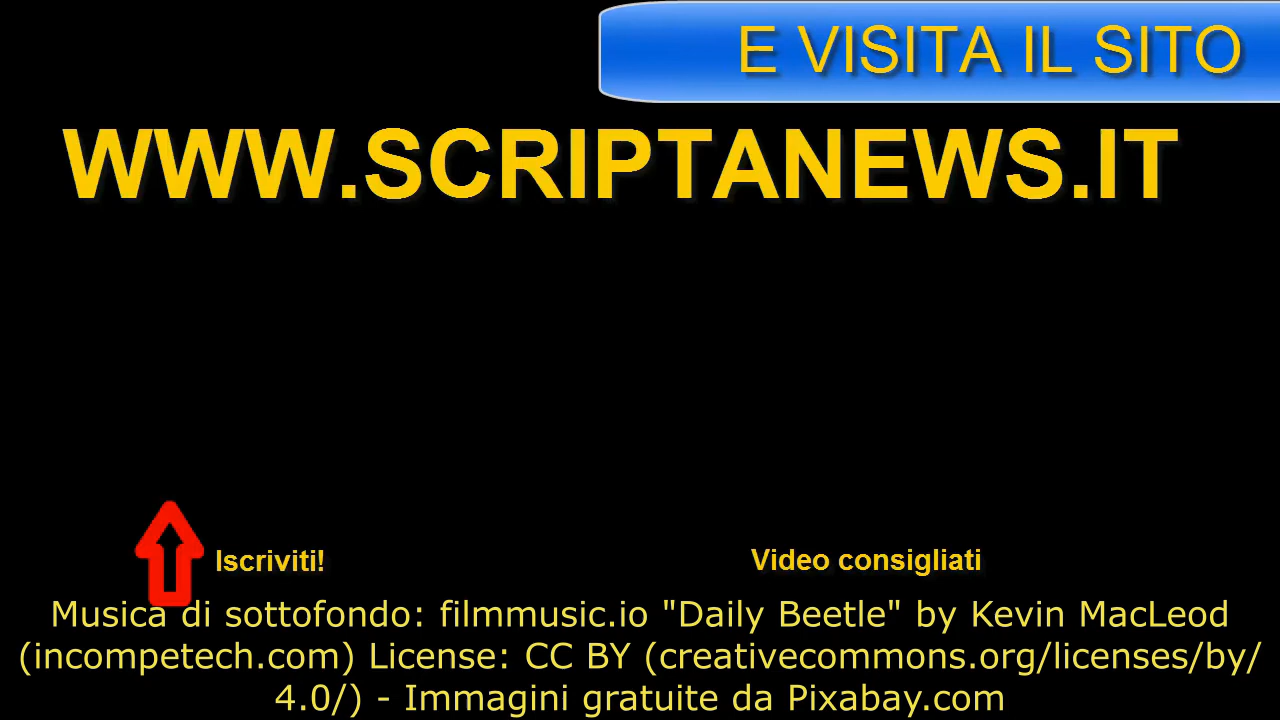 E VISITA IL SITO
WWW.SCRIPTANEWS.IT
Iscriviti!
Video consigliati
Musica di sottofondo: filmmusic.io "Daily Beetle" by Kevin MacLeod
(incompetech.com) License: CC BY (creativecommons.org/licenses/by/
4.0/) - Immagini gratuite da Pixabay.com